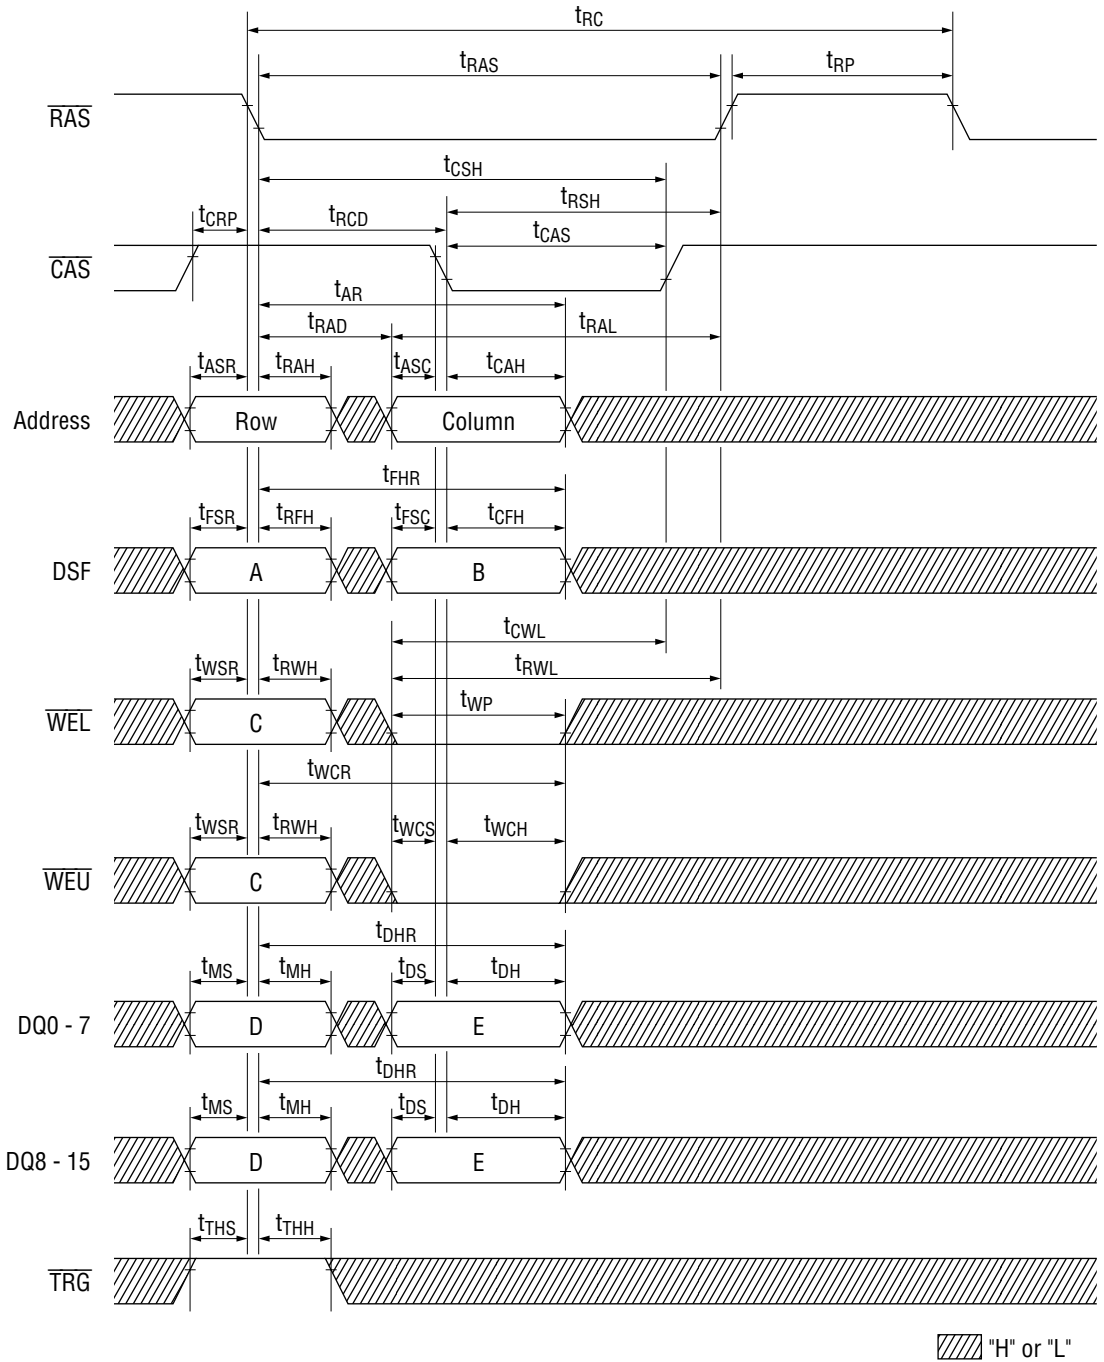 tRC
tRAS tRP
RAS
tCSH
tRSH
tCRP tRCD
tCAS
CAS
tAR
tRAD tRAL
tASR tRAH tASC tCAH
Address Row Column
tFHR
tFSR tRFH tFSC tCFH
DSF A B
tCWL
tWSR tRWH tRWL
tWP
WEL C
tWCR
tWSR tRWH tWCS tWCH
WEU C
tDHR
tMS tMH tDS tDH
DQ0 - 7 D E
tDHR
tMS tMH tDS tDH
DQ8 - 15 D E
tTHS tTHH
TRG
"H" or "L"